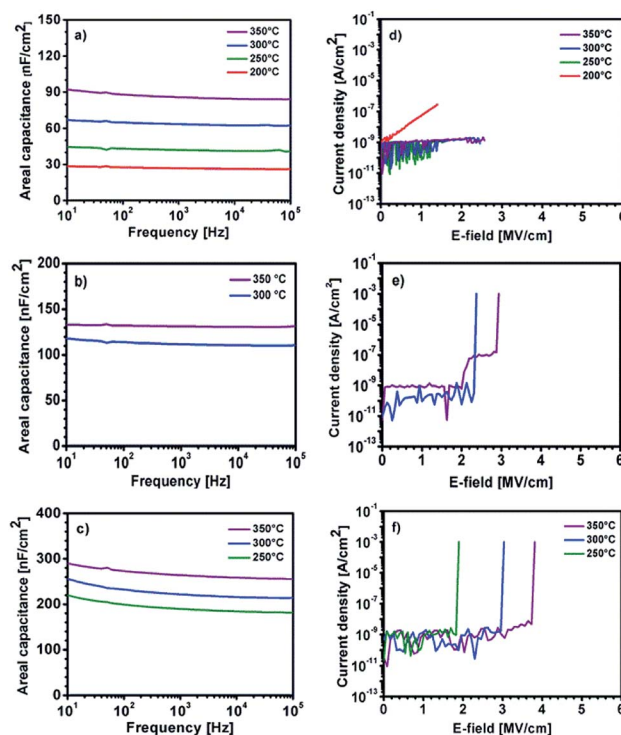 a)
350°C
300°C
250°C
200°C
150
120
90
60
30
0
Areal capacitance [nF/cm²]
10¹ 10² 10³ 10⁴ 10⁵
Frequency [Hz]
d)
350°C
300°C
250°C
200°C
10⁻¹
10⁻³
10⁻⁵
10⁻⁷
10⁻⁹
10⁻¹¹
10⁻¹³
Current density [A/cm²]
0 1 2 3 4 5 6
E-field [MV/cm]
b)
350 °C
300 °C
200
150
100
50
0
Areal capacitance [nF/cm²]
10¹ 10² 10³ 10⁴ 10⁵
Frequency [Hz]
e)
350°C
300°C
10⁻¹
10⁻³
10⁻⁵
10⁻⁷
10⁻⁹
10⁻¹¹
10⁻¹³
Current density [A/cm²]
0 1 2 3 4 5 6
E-field [MV/cm]
c)
350°C
300°C
250°C
400
300
200
100
0
Areal capacitance [nF/cm²]
10¹ 10² 10³ 10⁴ 10⁵
Frequency [Hz]
f)
350°C
300°C
250°C
10⁻¹
10⁻³
10⁻⁵
10⁻⁷
10⁻⁹
10⁻¹¹
10⁻¹³
Current density [A/cm²]
0 1 2 3 4 5 6
E-field [MV/cm]